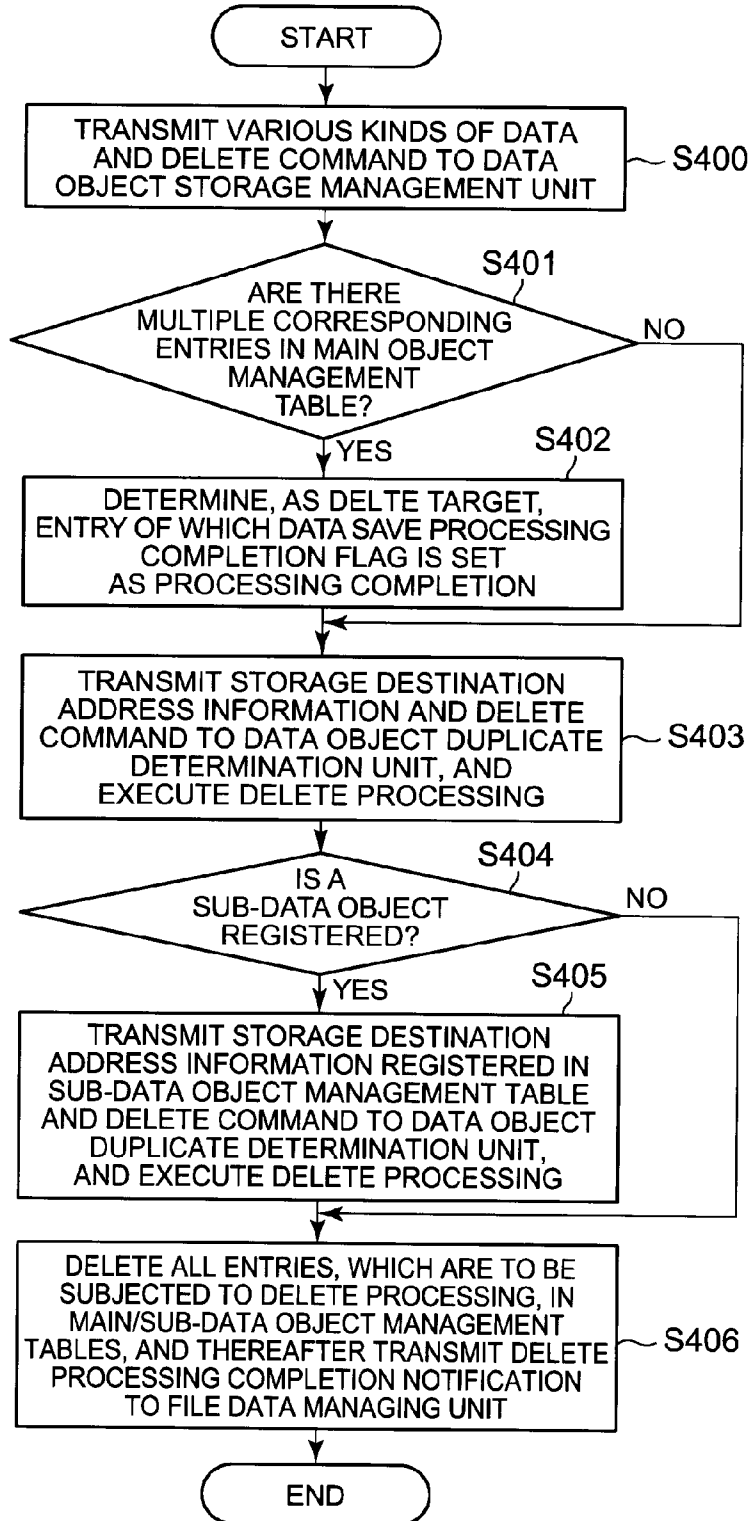 START
TRANSMIT VARIOUS KINDS OF DATA
AND DELETE COMMAND TO DATA
OBJECT STORAGE MANAGEMENT UNIT
S400
S401
ARE THERE
MULTIPLE CORRESPONDING
ENTRIES IN MAIN OBJECT
MANAGEMENT
TABLE?
NO
YES
S402
DETERMINE, AS DELTE TARGET,
ENTRY OF WHICH DATA SAVE PROCESSING
COMPLETION FLAG IS SET
AS PROCESSING COMPLETION
TRANSMIT STORAGE DESTINATION
ADDRESS INFORMATION AND DELETE
COMMAND TO DATA OBJECT DUPLICATE
DETERMINATION UNIT, AND
EXECUTE DELETE PROCESSING
S403
S404
IS A
SUB-DATA OBJECT
REGISTERED?
NO
YES
S405
TRANSMIT STORAGE DESTINATION
ADDRESS INFORMATION REGISTERED IN
SUB-DATA OBJECT MANAGEMENT TABLE
AND DELETE COMMAND TO DATA OBJECT
DUPLICATE DETERMINATION UNIT,
AND EXECUTE DELETE PROCESSING
DELETE ALL ENTRIES, WHICH ARE TO BE
SUBJECTED TO DELETE PROCESSING, IN
MAIN/SUB-DATA OBJECT MANAGEMENT
TABLES, AND THEREAFTER TRANSMIT DELETE
PROCESSING COMPLETION NOTIFICATION
TO FILE DATA MANAGING UNIT
S406
END